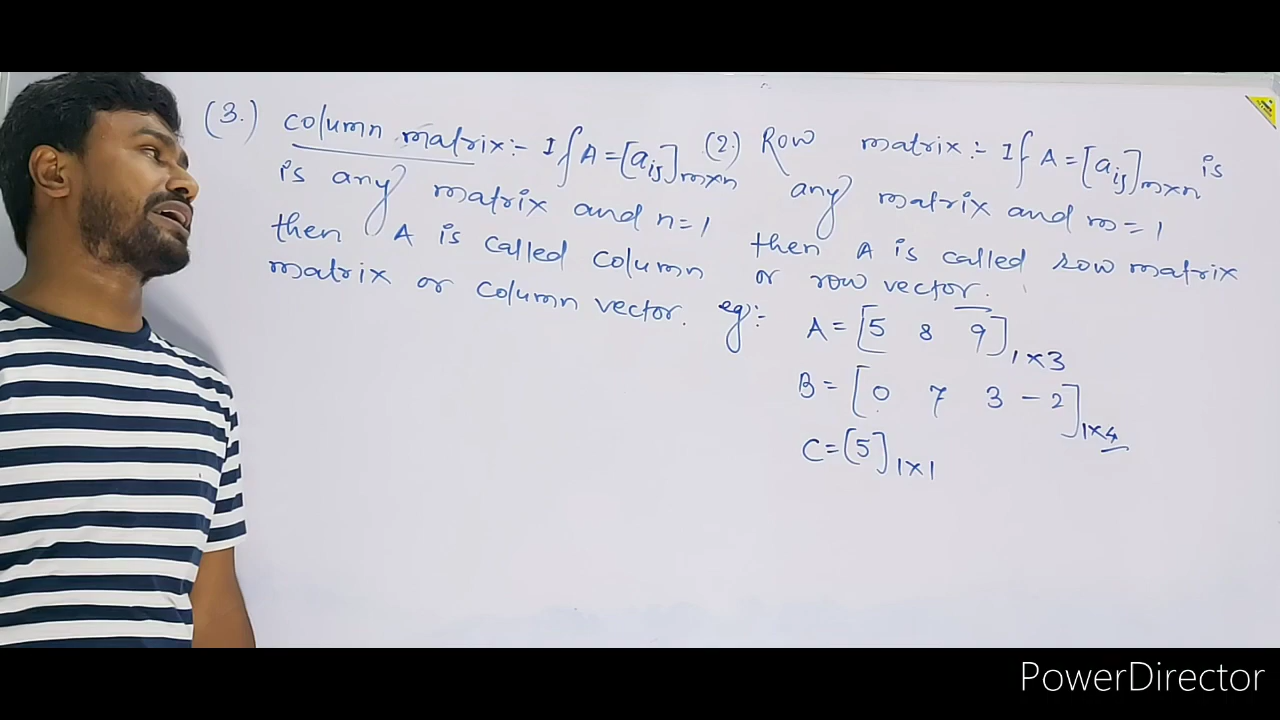 (3.) column matrix:- If A = [aij]m×n
is any matrix and n=1
then A is called column
matrix or column vector.
(2.) Row matrix:- If A = [aij]m×n is
any matrix and m=1
then A is called row matrix
or row vector.
eg:- A = [5 8 9]1×3
B = [0 7 3 -2]1×4
C = [5]1×1
PowerDirector